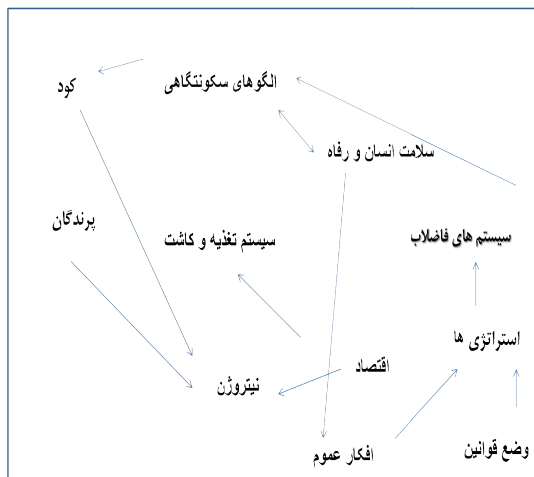 الگوهای سکونتگاهی
کود
سلامت انسان و رفاه
پرندگان
سیستم تغذیه و کاشت
سیستم های فاضلاب
استراتژی ها
اقتصاد
نیتروژن
وضع قوانین
افکار عموم